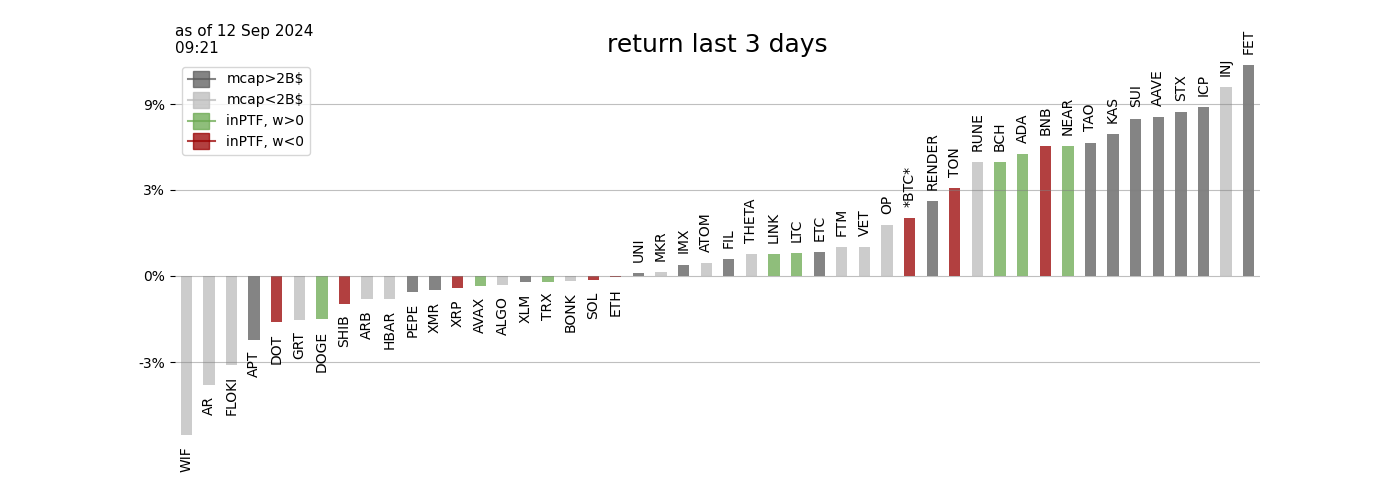 as of 12 Sep 2024
09:21
return last 3 days
mcap>2B$
mcap<2B$
inPTF, w>0
inPTF, w<0
9%
3%
0%
-3%
WIF
AR
FLOKI
APT
DOT
GRT
DOGE
SHIB
ARB
HBAR
PEPE
XMR
XRP
AVAX
ALGO
XLM
TRX
BONK
SOL
ETH
UNI
MKR
IMX
ATOM
FIL
THETA
LINK
LTC
ETC
FTM
VET
OP
*BTC*
RENDER
TON
RUNE
BCH
ADA
BNB
NEAR
TAO
KAS
SUI
AAVE
STX
ICP
INJ
FET